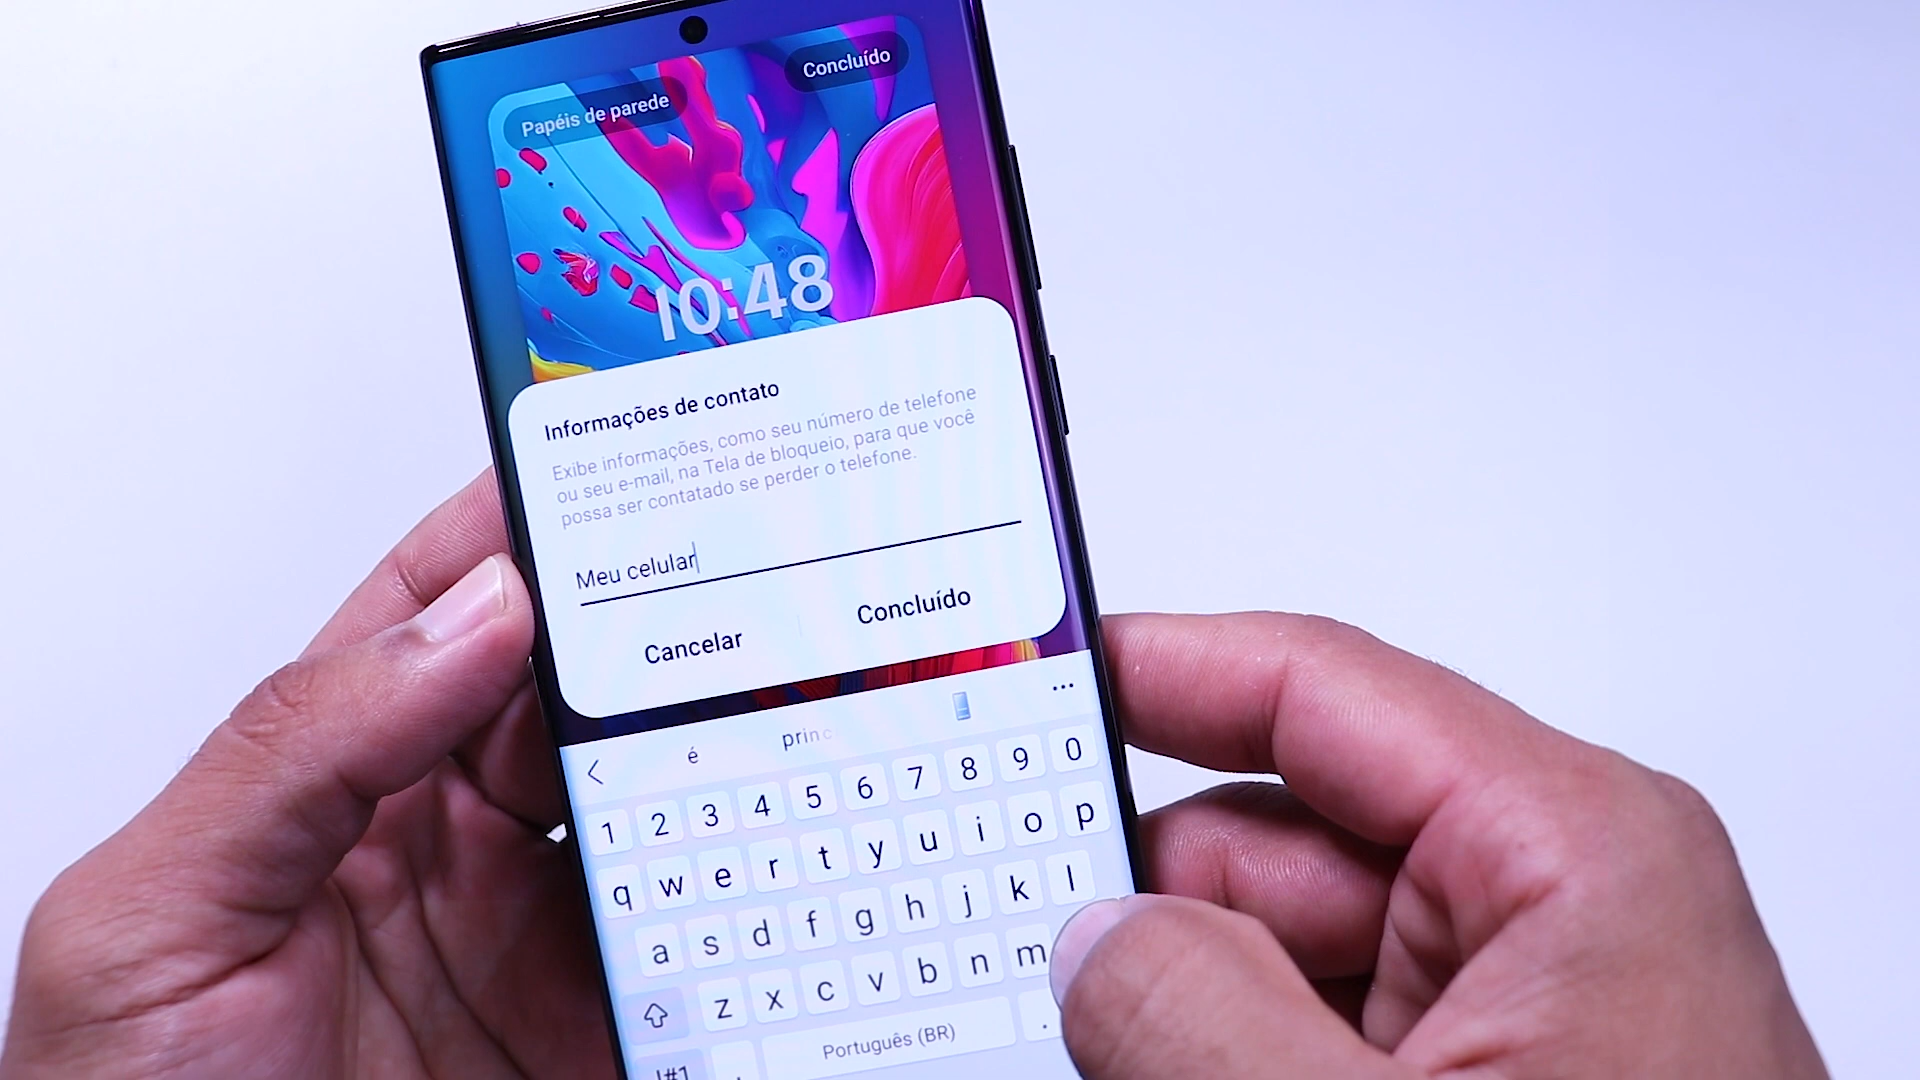 Papéis de parede
Concluído
10:48
Informações de contato
Exibe informações, como seu número de telefone
ou seu e-mail, na Tela de bloqueio, para que você
possa ser contatado se perder o telefone.
Meu celular
Cancelar
Concluído
é
princ
...
1 2 3 4 5 6 7 8 9 0
q w e r t y u i o p
a s d f g h j k l
z x c v b n m
!#1 , Português (BR) .